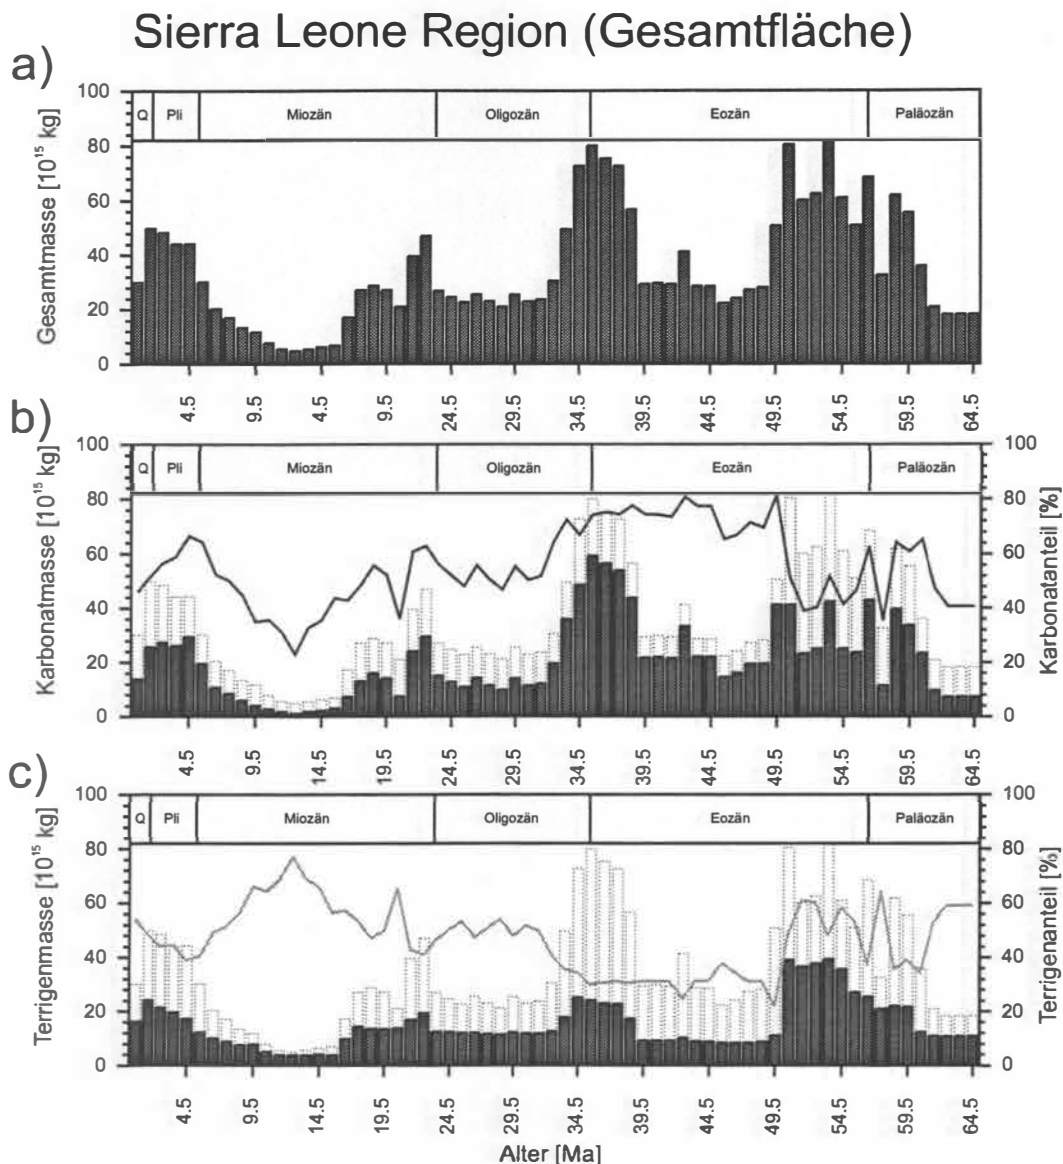 Sierra Leone Region (Gesamtfläche)
a)
Gesamtmasse [10¹⁵ kg]
100
80
60
40
20
0
Q Pli Miozän Oligozän Eozän Paläozän
4.5 9.5 4.5 9.5 24.5 29.5 34.5 39.5 44.5 49.5 54.5 59.5 64.5
b)
Karbonatmasse [10¹⁵ kg]
100
80
60
40
20
0
Q Pli Miozän Oligozän Eozän Paläozän
100
80
60
40
20
0
Karbonatanteil [%]
4.5 9.5 14.5 19.5 24.5 29.5 34.5 39.5 44.5 49.5 54.5 59.5 64.5
c)
Terrigenmasse [10¹⁵ kg]
100
80
60
40
20
0
Q Pli Miozän Oligozän Eozän Paläozän
100
80
60
40
20
0
Terrigenanteil [%]
4.5 9.5 14.5 19.5 24.5 29.5 34.5 39.5 44.5 49.5 54.5 59.5 64.5
Alter [Ma]